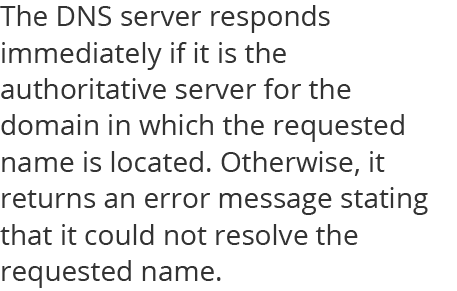 The DNS server responds
immediately if it is the
authoritative server for the
domain in which the requested
name is located. Otherwise, it
returns an error message stating
that it could not resolve the
requested name.